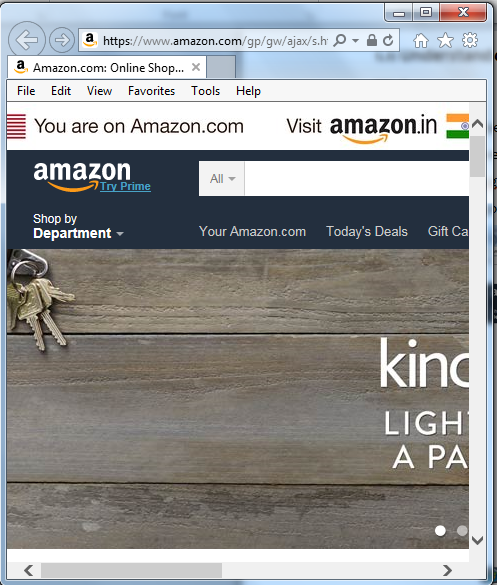 https://www.amazon.com/gp/gw/ajax/s.h
Amazon.com: Online Shop...
File Edit View Favorites Tools Help
You are on Amazon.com Visit amazon.in
amazon
Try Prime
All
Shop by
Department
Your Amazon.com Today's Deals Gift Ca
kinc
LIGH
A PA